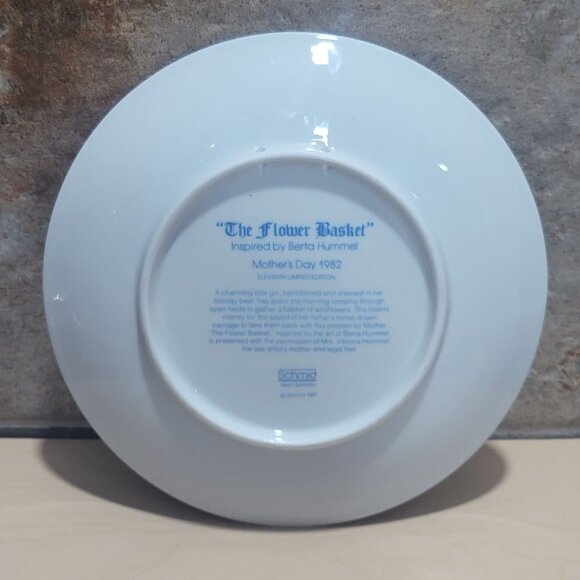 “The Flower Basket”
Inspired by Berta Hummel
Mother's Day 1982
ELEVENTH LIMITED EDITION
A charming little girl, beribboned and dressed in her
holiday best, has spent the morning romping through
open fields to gather a basket of wildflowers. She listens
intently for the sound of her father's horse-drawn
carriage to take them back with this present for Mother.
"The Flower Basket," inspired by the art of Berta Hummel
is presented with the permission of Mrs. Viktoria Hummel,
the late artist's mother and legal heir.
Schmid
West Germany
© Schmid 1981